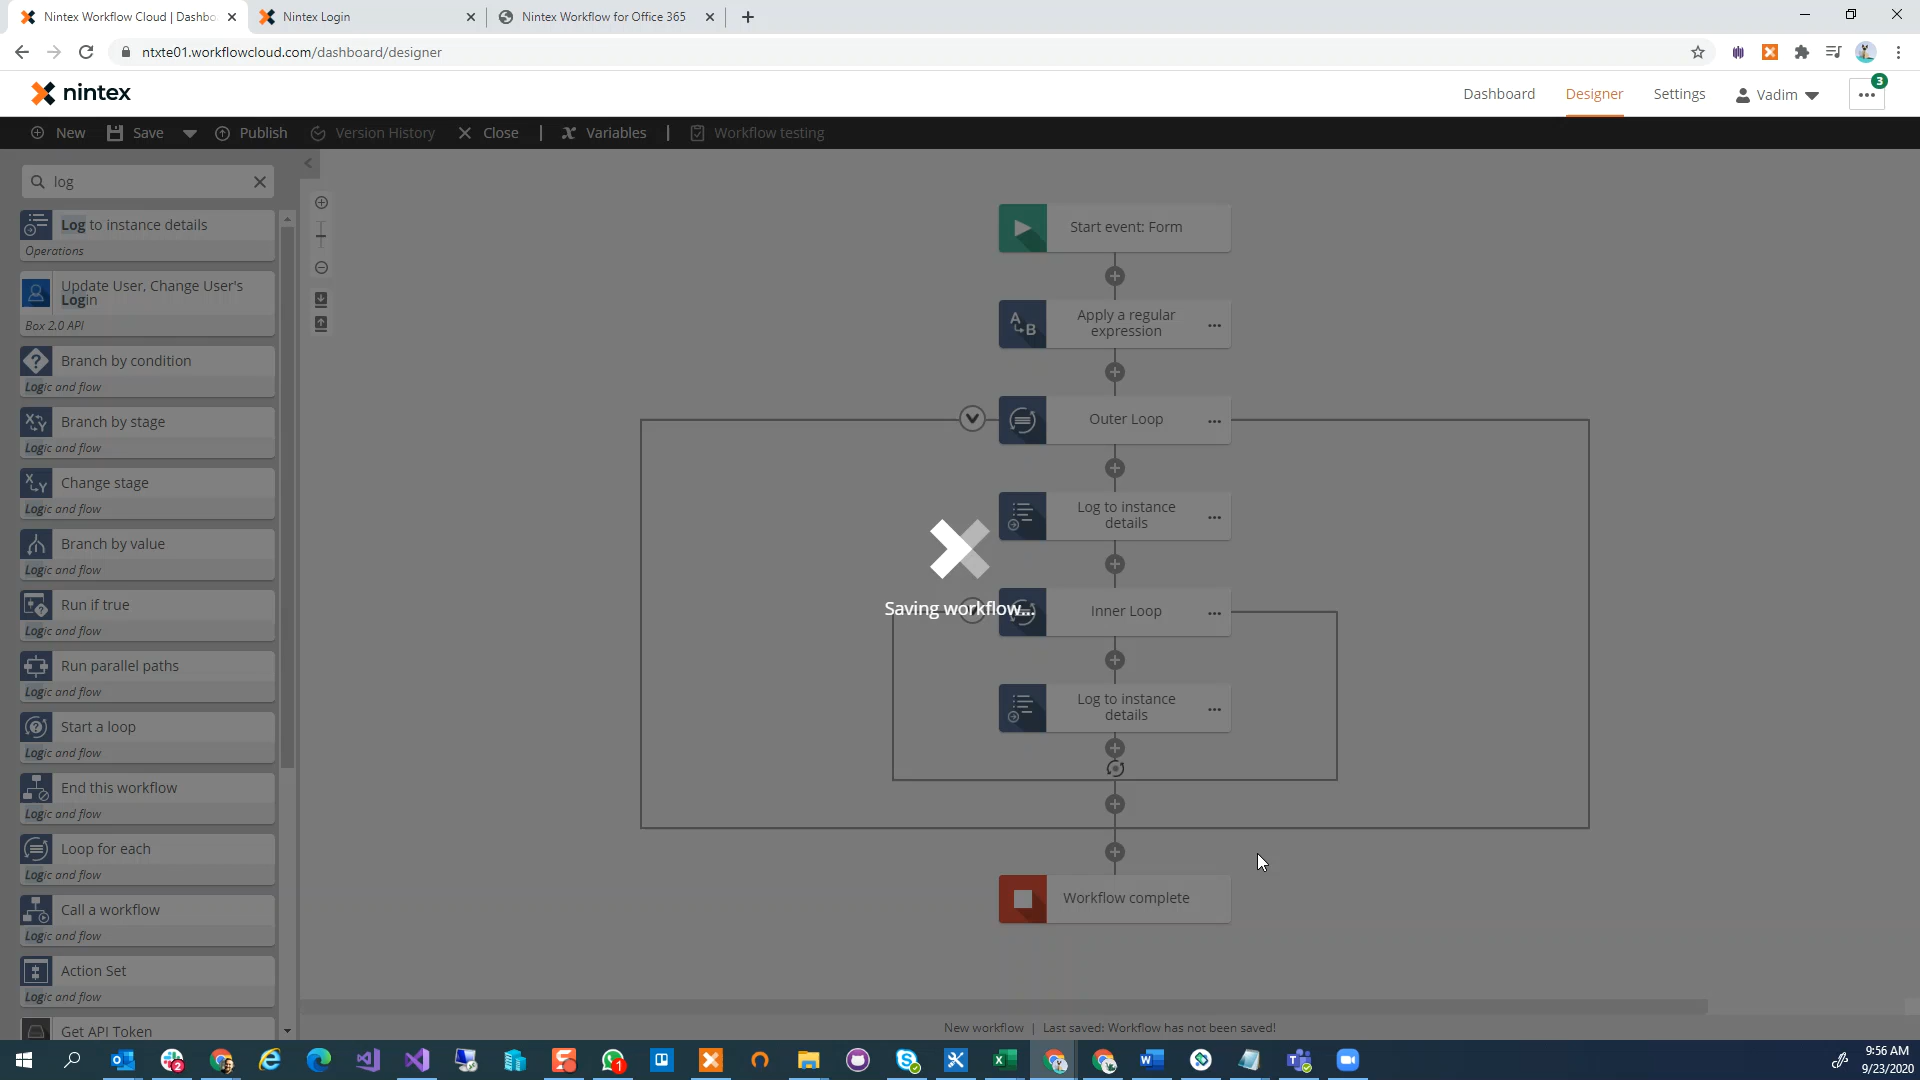 Nintex Workflow Cloud | Dashbo
Nintex Login
Nintex Workflow for Office 365
ntxte01.workflowcloud.com/dashboard/designer
nintex
Dashboard
Designer
Settings
Vadim
3
New
Save
Publish
Version History
Close
Variables
Workflow testing
log
Log to instance details
Operations
Update User, Change User's
Login
Box 2.0 API
Branch by condition
Logic and flow
Branch by stage
Logic and flow
Change stage
Logic and flow
Branch by value
Logic and flow
Run if true
Logic and flow
Run parallel paths
Logic and flow
Start a loop
Logic and flow
End this workflow
Logic and flow
Loop for each
Logic and flow
Call a workflow
Logic and flow
Action Set
Logic and flow
Get API Token
Start event: Form
Apply a regular
expression
Outer Loop
Log to instance
details
Saving workflow...
Inner Loop
Log to instance
details
Workflow complete
New workflow | Last saved: Workflow has not been saved!
2
1
9:56 AM
9/23/2020